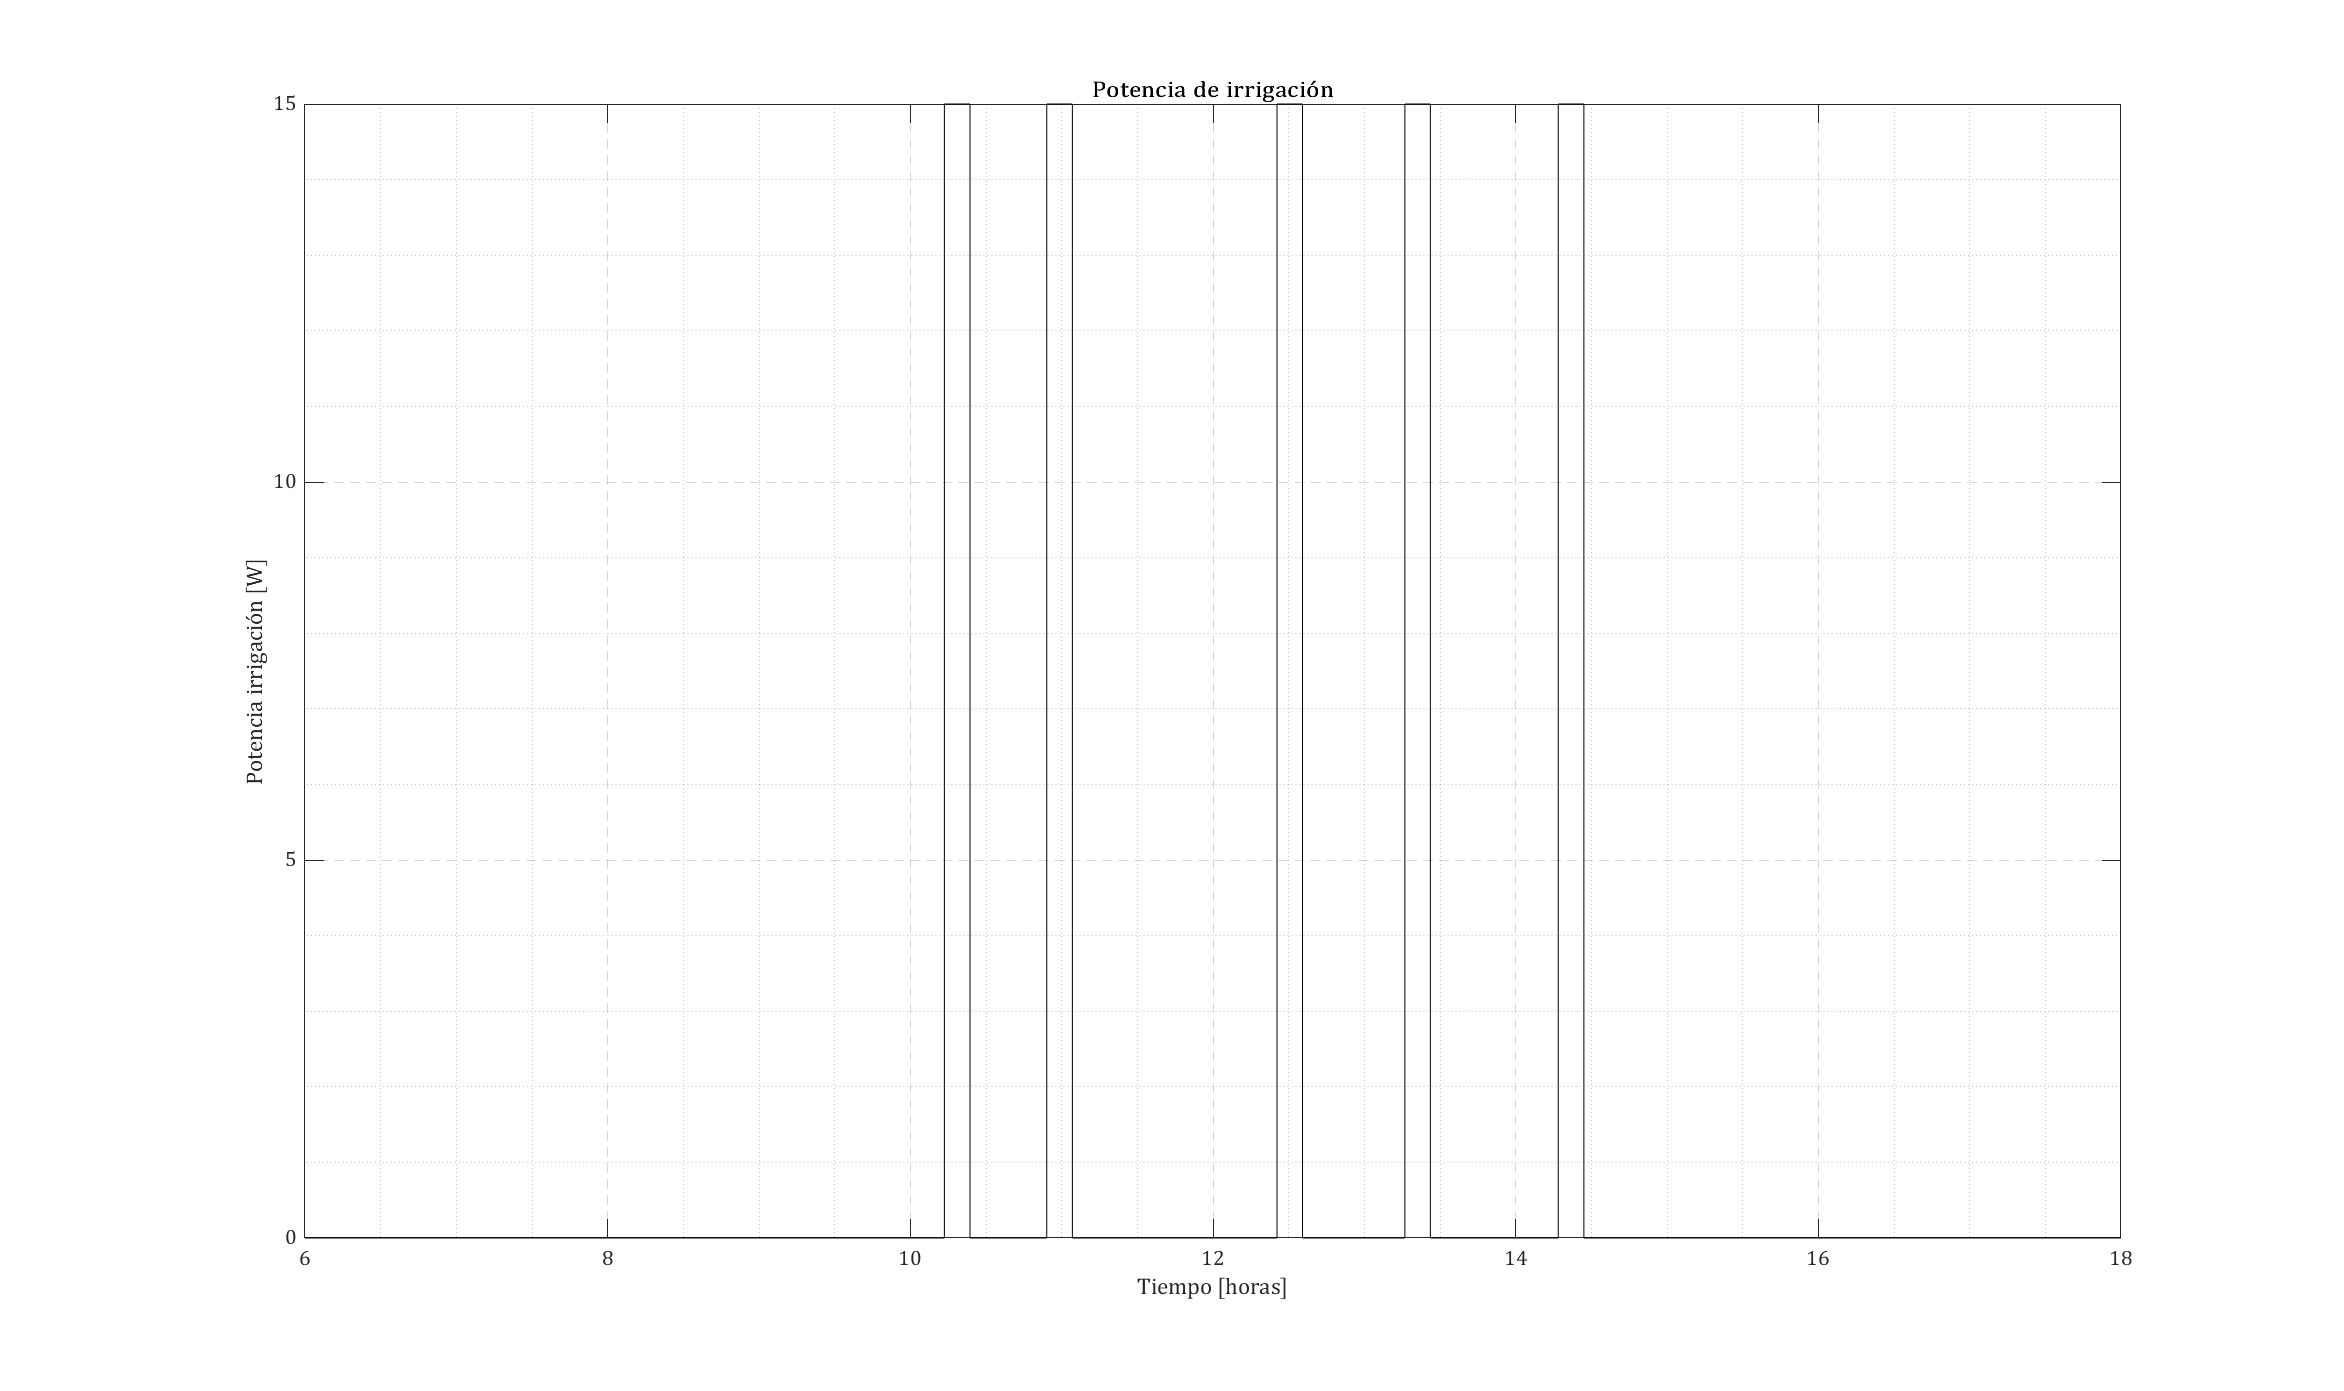 Potencia de irrigación
15
10
5
0
Potencia irrigación [W]
6 8 10 12 14 16 18
Tiempo [horas]